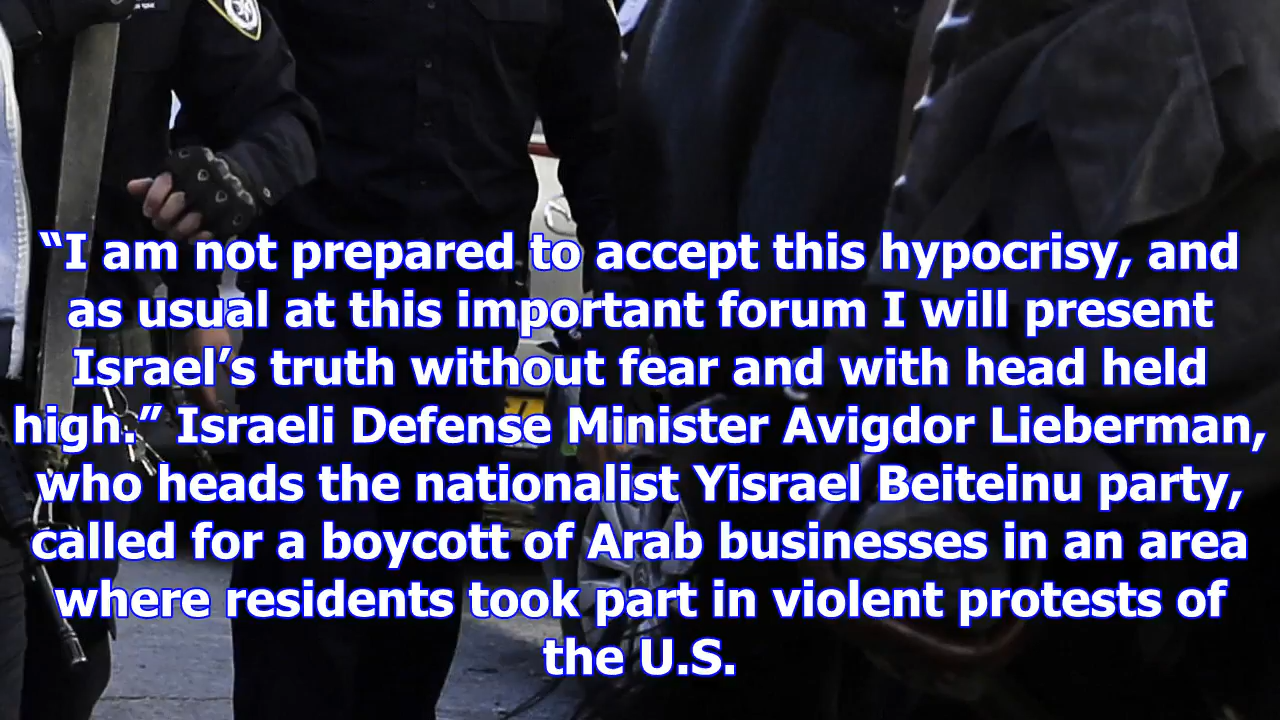 “I am not prepared to accept this hypocrisy, and
as usual at this important forum I will present
Israel’s truth without fear and with head held
high.” Israeli Defense Minister Avigdor Lieberman,
who heads the nationalist Yisrael Beiteinu party,
called for a boycott of Arab businesses in an area
where residents took part in violent protests of
the U.S.